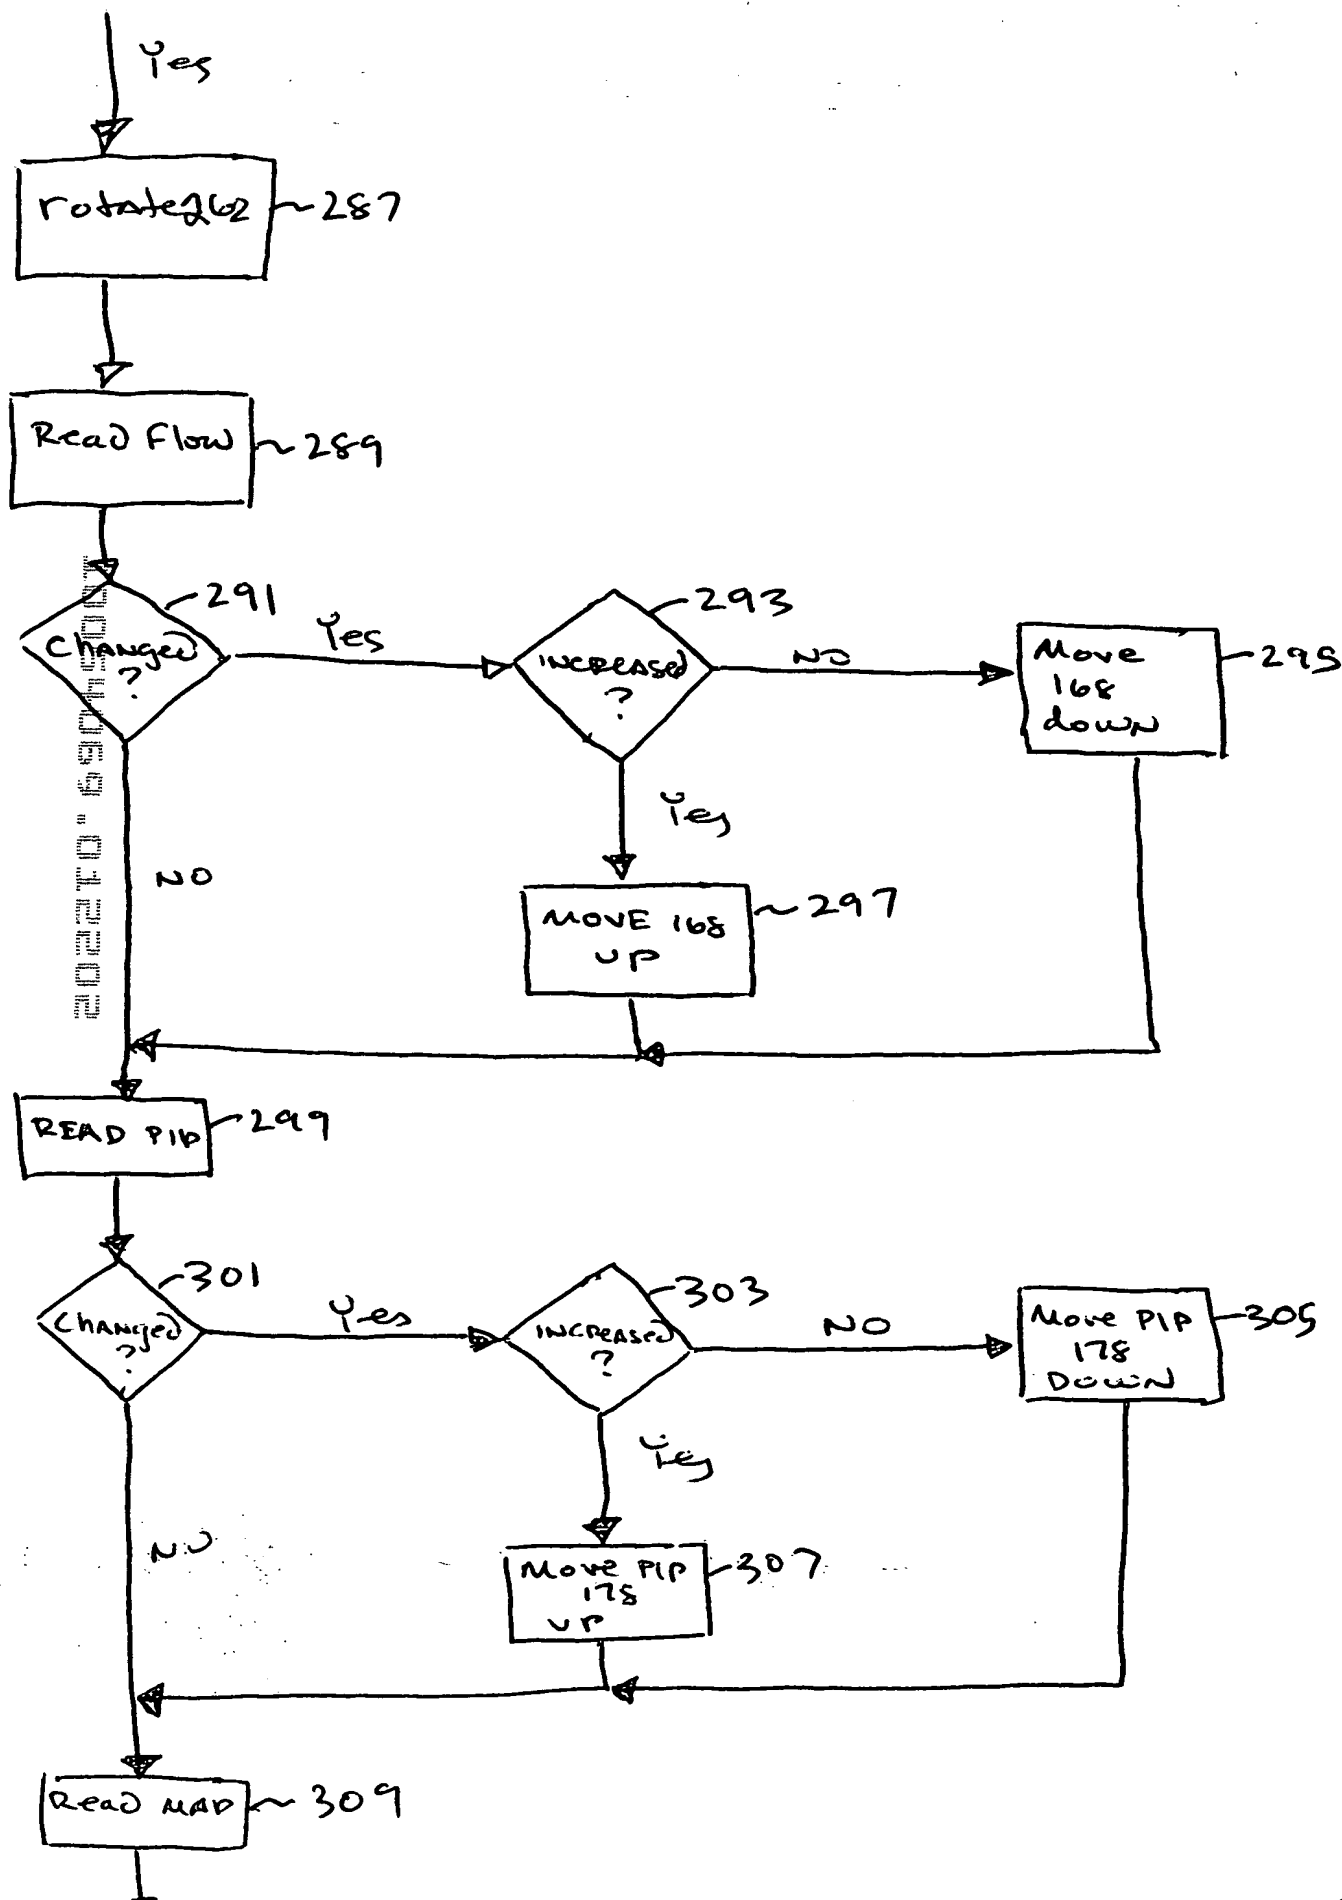 Yes
rotate 262
287
Read Flow
289
291
Changed
?
Yes
293
INCREASED
?
NO
Move
168
down
295
Yes
NO
MOVE 168
UP
297
READ PIP
299
301
Changed
?
Yes
303
INCREASED
?
NO
Move PIP
178
DOWN
305
Yes
NO
Move PIP
178
UP
307
Read MAP
309